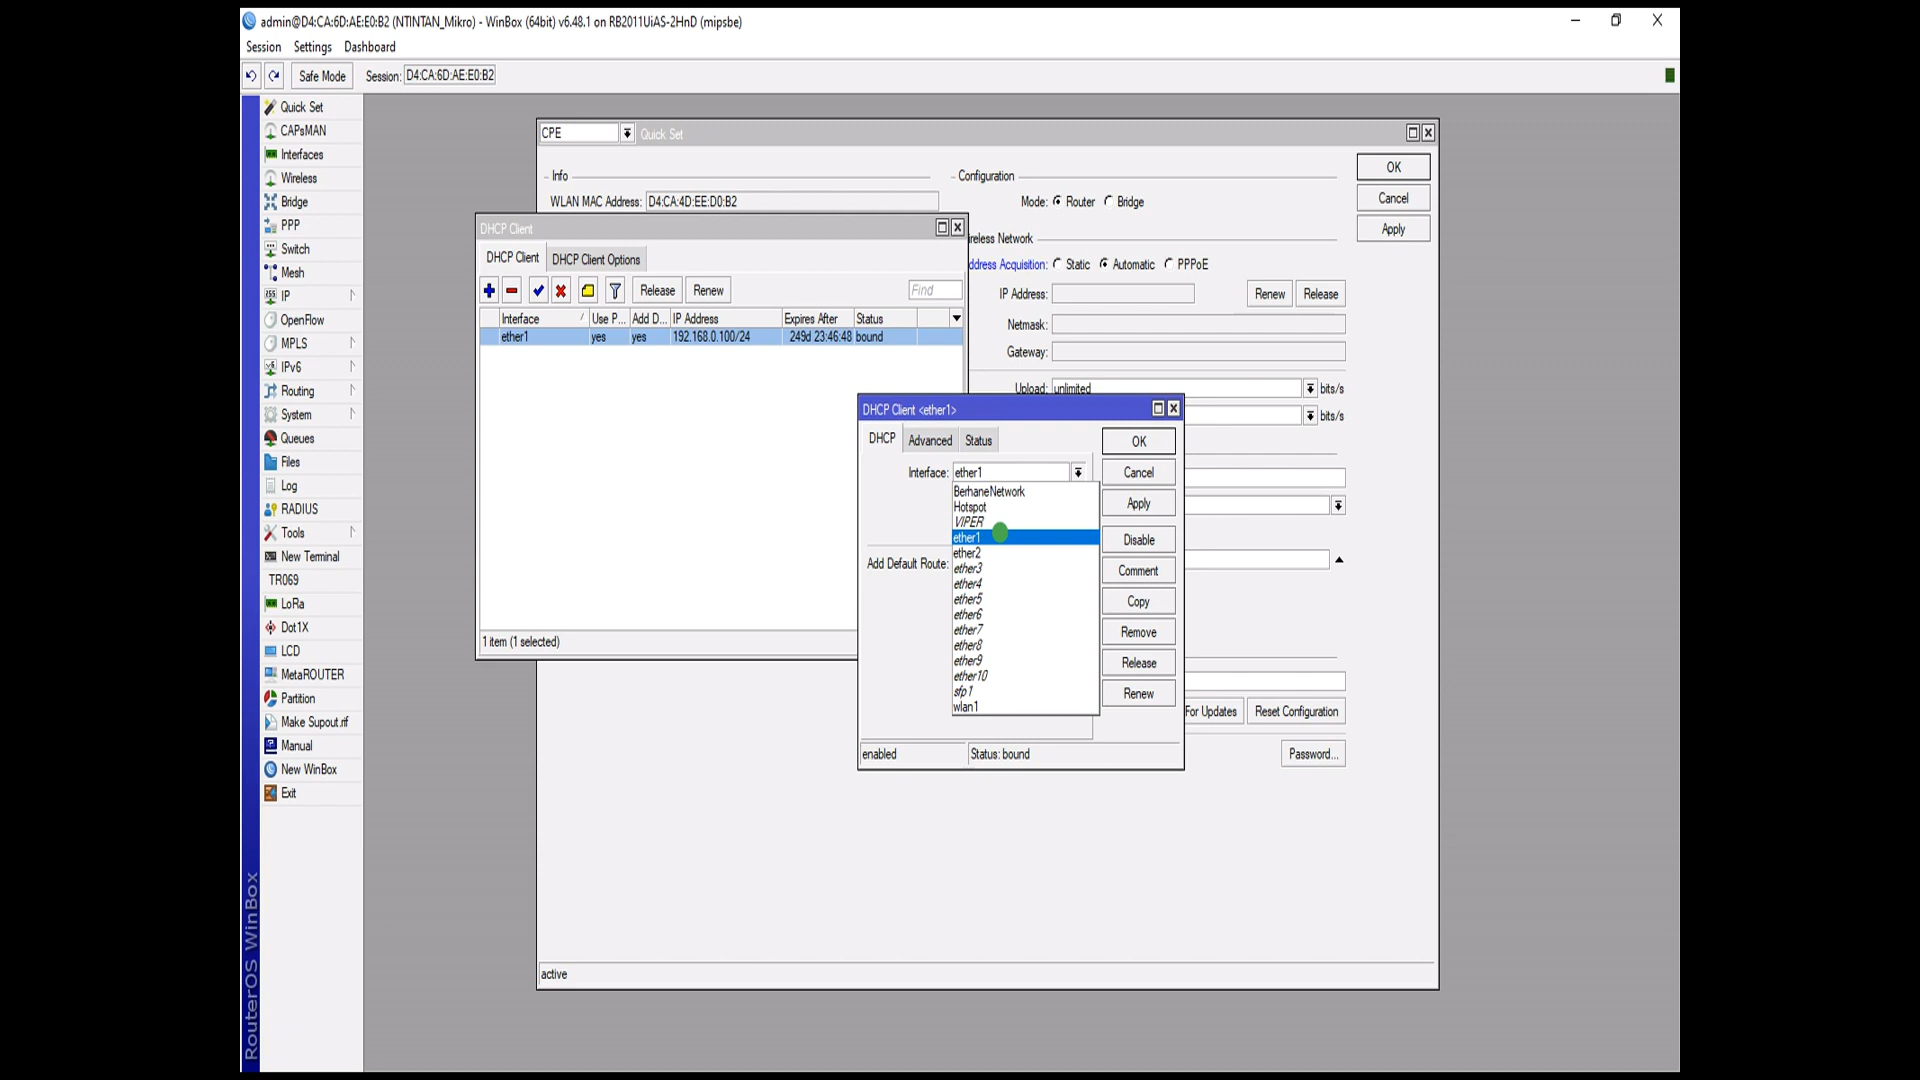 admin@D4:CA:6D:AE:E0:B2 (NTINTAN_Mikro) - WinBox (64bit) v6.48.1 on RB2011UiAS-2HnD (mipsbe)
Session Settings Dashboard
Safe Mode Session: D4:CA:6D:AE:E0:B2
Quick Set
CAPsMAN
Interfaces
Wireless
Bridge
PPP
Switch
Mesh
IP
OpenFlow
MPLS
IPv6
Routing
System
Queues
Files
Log
RADIUS
Tools
New Terminal
TR069
LoRa
Dot1X
LCD
MetaROUTER
Partition
Make Supout.rif
Manual
New WinBox
Exit
RouterOS WinBox
CPE Quick Set
Info
WLAN MAC Address: D4:CA:4D:EE:D0:B2
Configuration
Mode: Router Bridge
OK
Cancel
Apply
ireless Network
ddress Acquisition: Static Automatic PPPoE
IP Address: Renew Release
Netmask:
Gateway:
Upload: unlimited bits/s
bits/s
For Updates Reset Configuration
Password...
active
DHCP Client
DHCP Client DHCP Client Options
Release Renew Find
Interface Use P... Add D... IP Address Expires After Status
ether1 yes yes 192.168.0.100/24 249d 23:46:48 bound
1 item (1 selected)
DHCP Client <ether1>
DHCP Advanced Status
Interface: ether1
BerhaneNetwork
Hotspot
VIPER
ether1
ether2
ether3
ether4
ether5
ether6
ether7
ether8
ether9
ether10
sfp1
wlan1
Add Default Route:
OK
Cancel
Apply
Disable
Comment
Copy
Remove
Release
Renew
enabled Status: bound